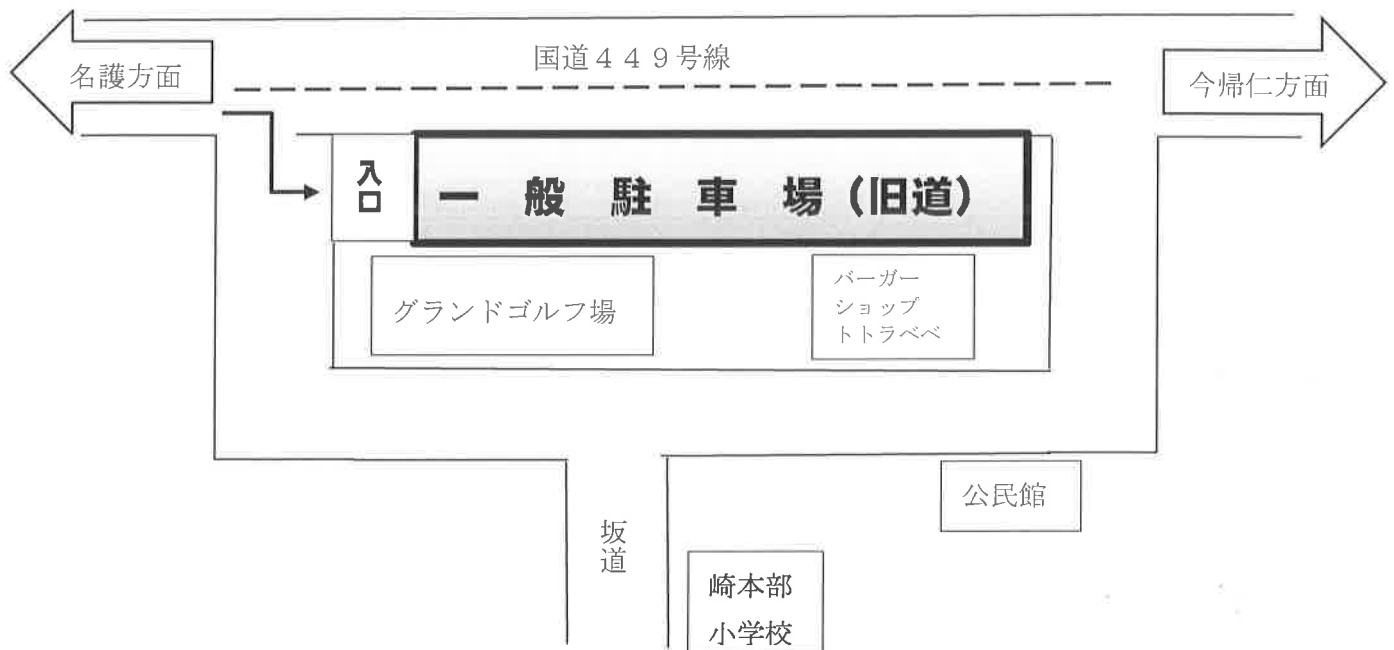 国道４４９号線
名護方面
今帰仁方面
入口
一般駐車場（旧道）
グランドゴルフ場
バーガー
ショップ
トトラベベ
公民館
坂道
崎本部
小学校